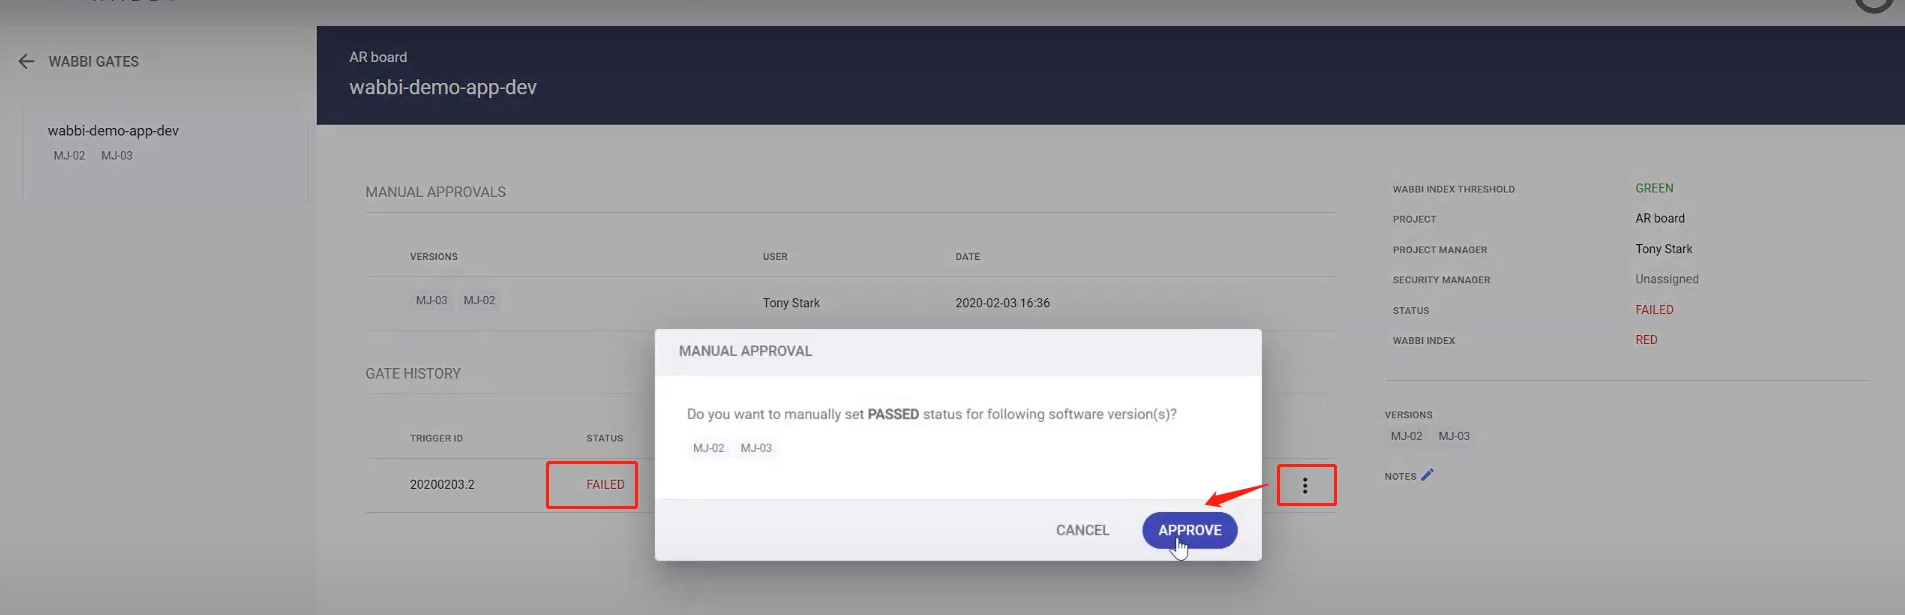 WABBI GATES
wabbi-demo-app-dev
MJ-02 MJ-03
AR board
wabbi-demo-app-dev
MANUAL APPROVALS
VERSIONS USER DATE
MJ-03 MJ-02 Tony Stark 2020-02-03 16:36
GATE HISTORY
TRIGGER ID STATUS
20200203.2 FAILED
MANUAL APPROVAL
Do you want to manually set PASSED status for following software version(s)?
MJ-02 MJ-03
CANCEL APPROVE
WABBI INDEX THRESHOLD GREEN
PROJECT AR board
PROJECT MANAGER Tony Stark
SECURITY MANAGER Unassigned
STATUS FAILED
WABBI INDEX RED
VERSIONS
MJ-02 MJ-03
NOTES